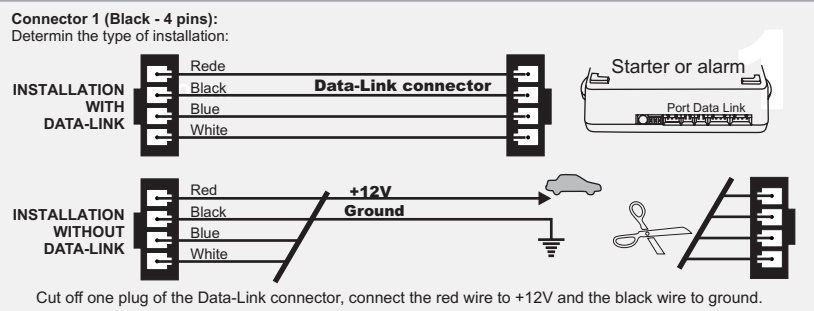 Connector 1 (Black - 4 pins):
Determin the type of installation:
1
INSTALLATION
WITH
DATA-LINK
Rede
Black
Blue
White
Data-Link connector
Starter or alarm
Port Data Link
INSTALLATION
WITHOUT
DATA-LINK
Red
Black
Blue
White
+12V
Ground
Cut off one plug of the Data-Link connector, connect the red wire to +12V and the black wire to ground.